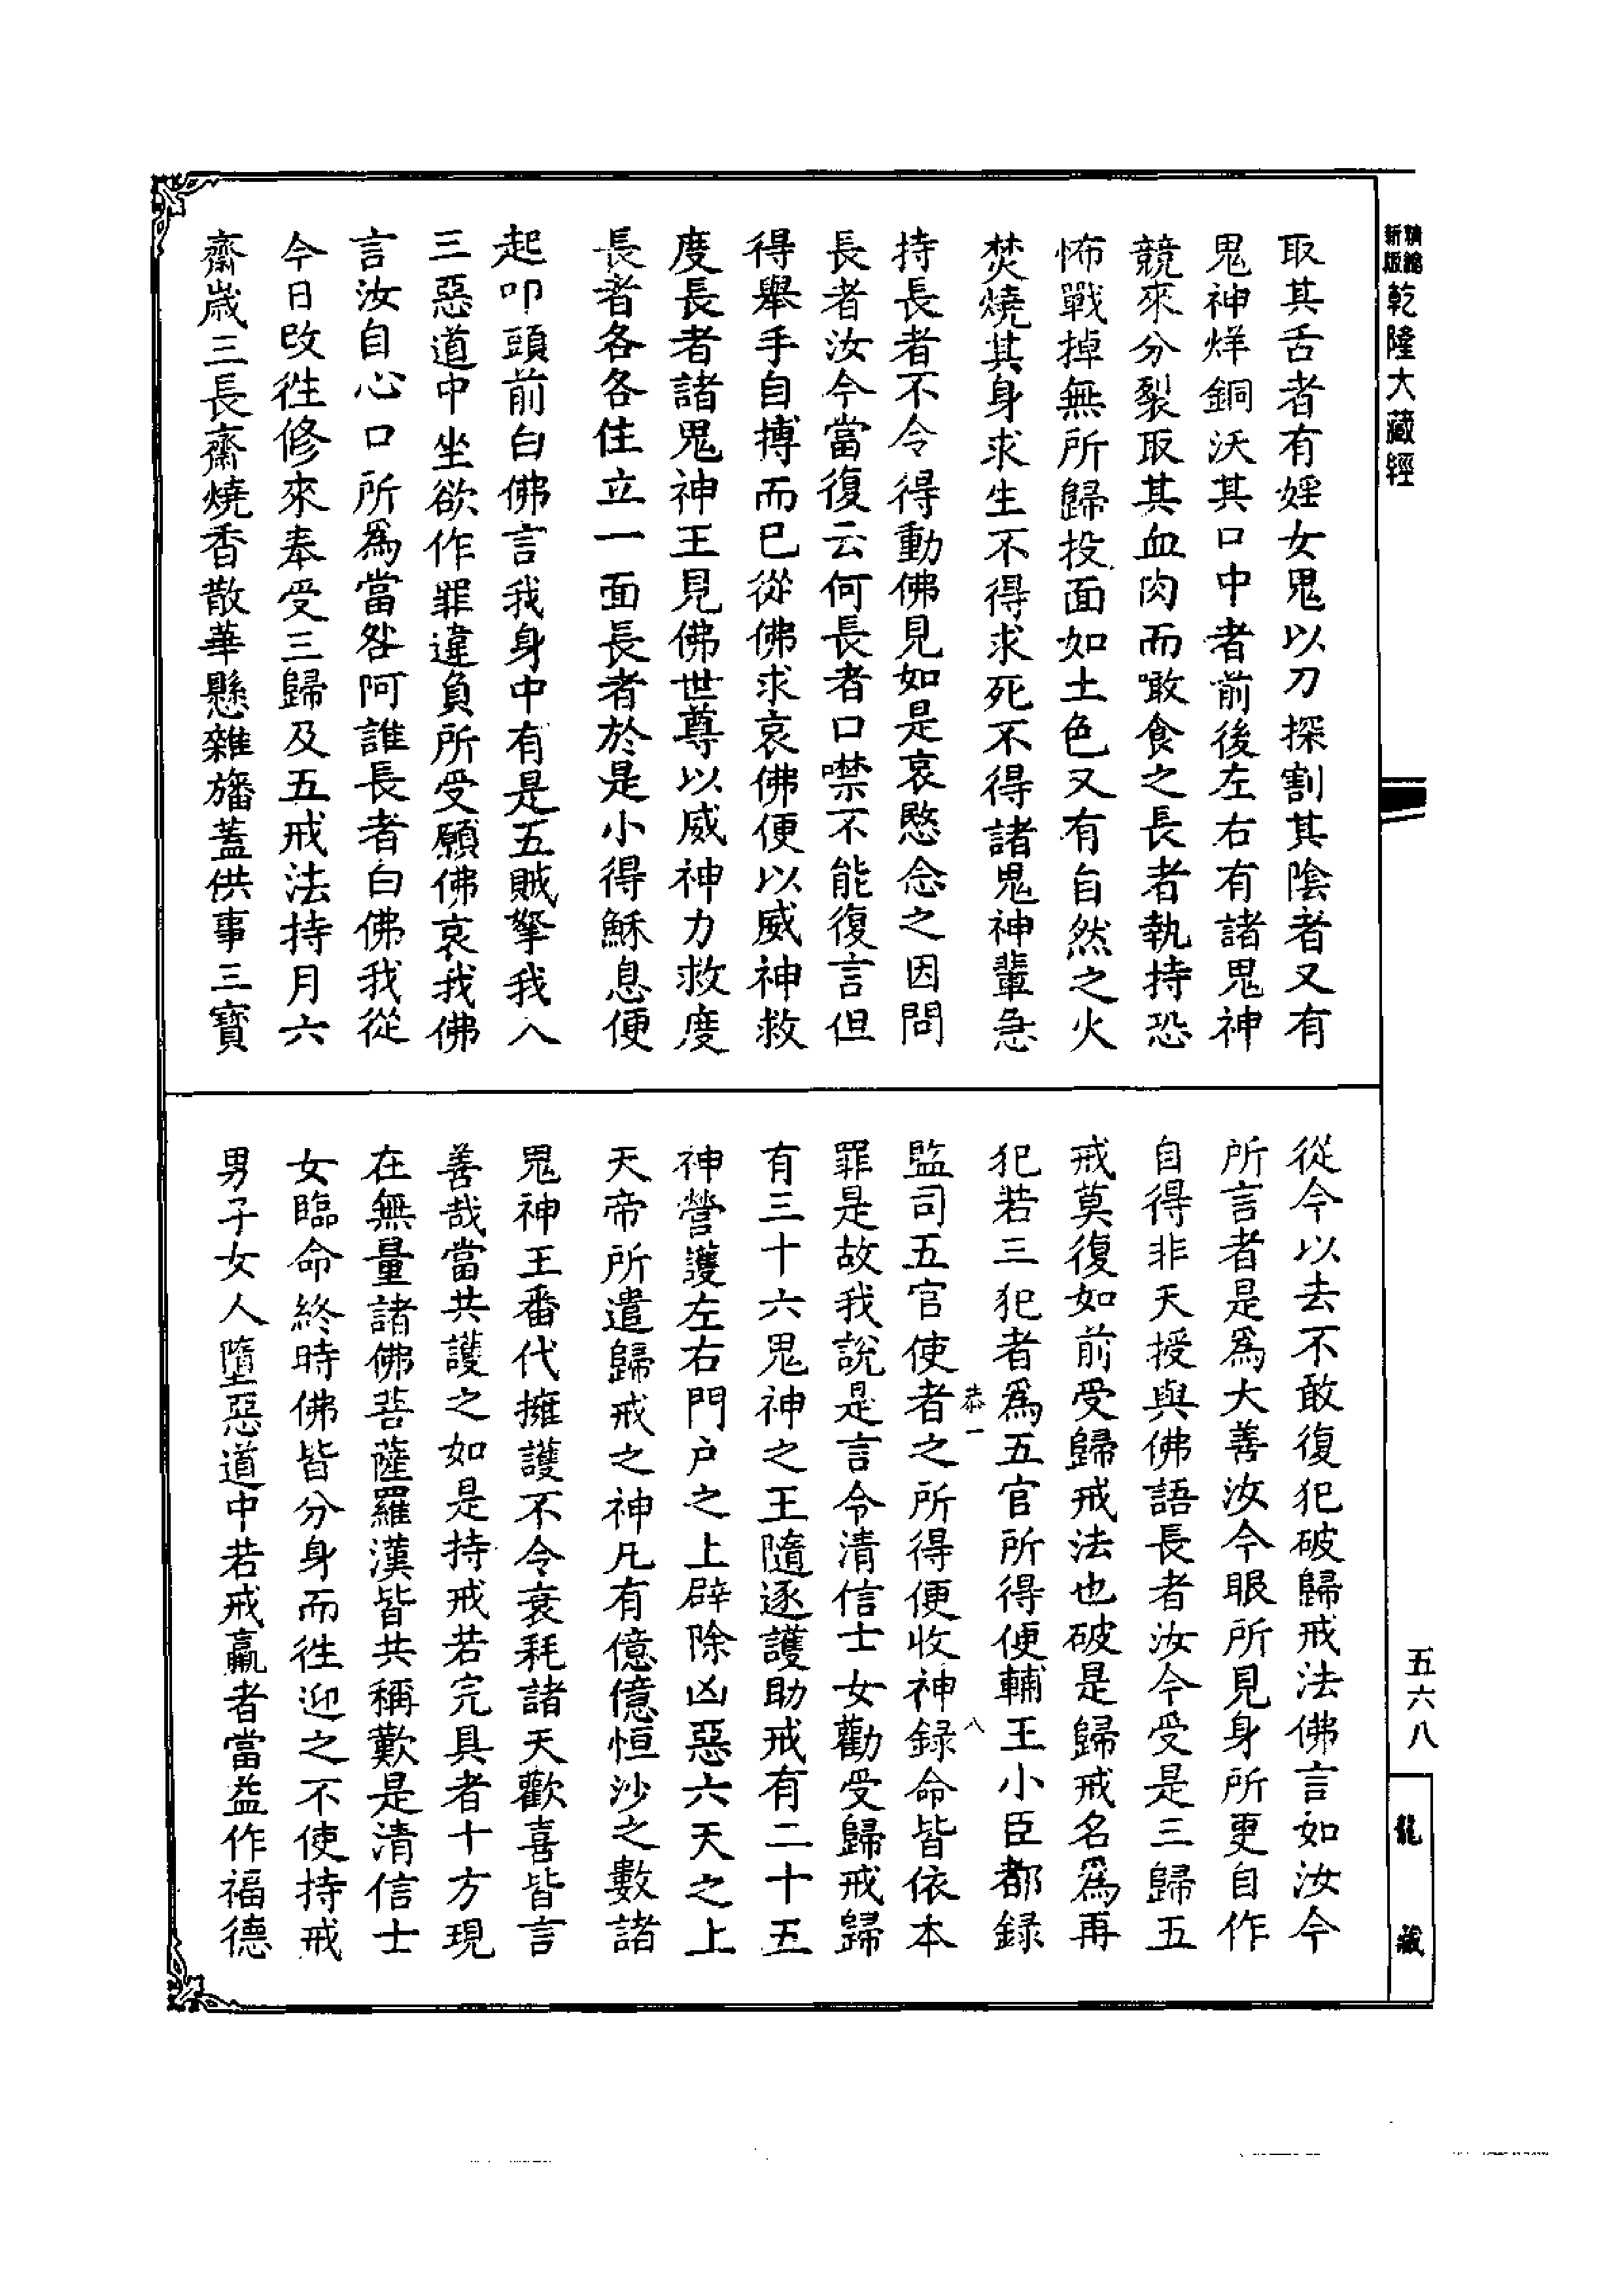 精縮新版乾隆大藏經
取其舌者有婬女鬼以刀探割其陰者又有
鬼神烊銅沃其口中者前後左右有諸鬼神
競來分裂取其血肉而噉食之長者執持恐
怖戰掉無所歸投面如土色又有自然之火
焚燒其身求生不得求死不得諸鬼神輩急
持長者不令得動佛見如是哀愍念之因問
長者汝今當復云何長者口噤不能復言但
得舉手自搏而已從佛求哀佛便以威神救
度長者諸鬼神王見佛世尊以威神力救度
長者各各住立一面長者於是小得穌息便
起叩頭前白佛言我身中有是五賊牽我入
三惡道中坐欲作罪違負所受願佛哀我佛
言汝自心口所為當咎阿誰長者白佛我從
今日改徃修來奉受三歸及五戒法持月六
齋歲三長齋燒香散華懸雜旛蓋供事三寶
從今以去不敢復犯破歸戒法佛言如汝今
所言者是為大善汝今眼所見身所更自作
自得非天授與佛語長者汝今受是三歸五
戒莫復如前受歸戒法也破是歸戒名為再
犯若三犯者為五官所得便輔王小臣都録
恭一 八
監司五官使者之所得便收神録命皆依本
罪是故我說是言令清信士女勸受歸戒歸
有三十六鬼神之王隨逐護助戒有二十五
神營護左右門户之上辟除凶惡六天之上
天帝所遣歸戒之神凡有億億恒沙之數諸
鬼神王番代擁護不令衰耗諸天歡喜皆言
善哉當共護之如是持戒若完具者十方現
在無量諸佛菩薩羅漢皆共稱歎是清信士
女臨命終時佛皆分身而徃迎之不使持戒
男子女人墮惡道中若戒羸者當益作福德
五六八
龍藏